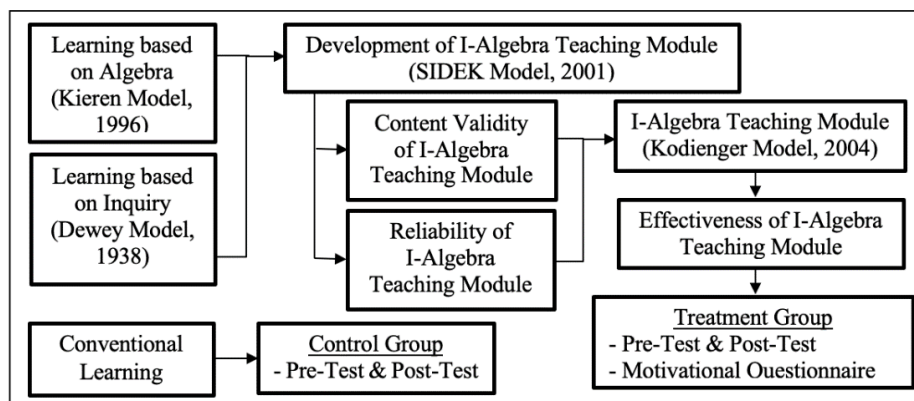 Learning based
on Algebra
(Kieren Model,
1996)
Development of I-Algebra Teaching Module
(SIDEK Model, 2001)
Content Validity
of I-Algebra
Teaching Module
I-Algebra Teaching Module
(Kodienger Model, 2004)
Learning based
on Inquiry
(Dewey Model,
1938)
Reliability of
I-Algebra
Teaching Module
Effectiveness of I-Algebra
Teaching Module
Conventional
Learning
Control Group
- Pre-Test & Post-Test
Treatment Group
- Pre-Test & Post-Test
- Motivational Questionnaire